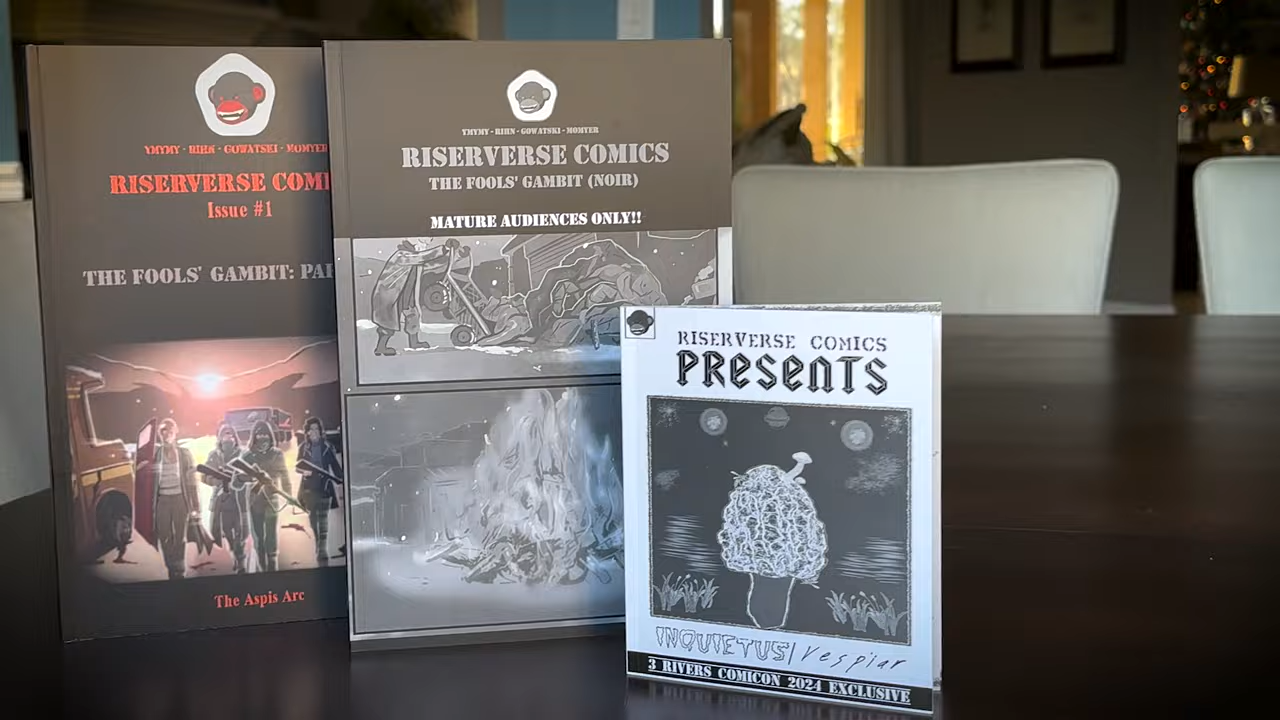 YMYMY - RIHN - GOWATSKI - MOMYER
RISERVERSE COMI
Issue #1
THE FOOLS' GAMBIT: PAR
The Aspis Arc
YMYMY - RIHN - GOWATSKI - MOMYER
RISERVERSE COMICS
THE FOOLS' GAMBIT (NOIR)
MATURE AUDIENCES ONLY!!
RISERVERSE COMICS
PRESENTS
INQUIETUS/Vespiar
3 RIVERS COMICON 2024 EXCLUSIVE